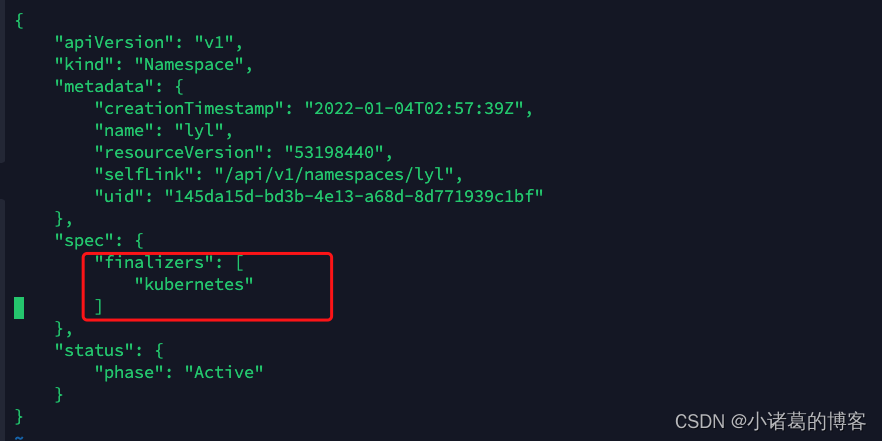 {
    "apiVersion": "v1",
    "kind": "Namespace",
    "metadata": {
        "creationTimestamp": "2022-01-04T02:57:39Z",
        "name": "lyl",
        "resourceVersion": "53198440",
        "selfLink": "/api/v1/namespaces/lyl",
        "uid": "145da15d-bd3b-4e13-a68d-8d771939c1bf"
    },
    "spec": {
        "finalizers": [
            "kubernetes"
        ]
    },
    "status": {
        "phase": "Active"
    }
}
~
CSDN @小诸葛的博客